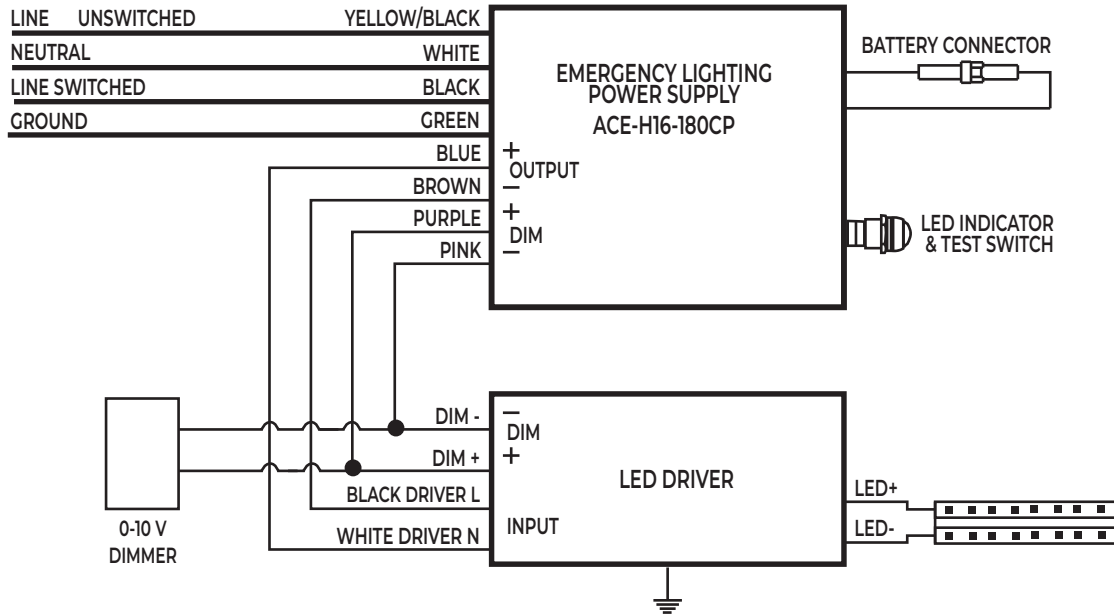 LINE UNSWITCHED YELLOW/BLACK
NEUTRAL WHITE
LINE SWITCHED BLACK
GROUND GREEN
BLUE
BROWN
PURPLE
PINK
+
OUTPUT
–
+
DIM
–
EMERGENCY LIGHTING
POWER SUPPLY
ACE-H16-180CP
BATTERY CONNECTOR
LED INDICATOR
& TEST SWITCH
0-10 V
DIMMER
DIM -
DIM +
BLACK DRIVER L
WHITE DRIVER N
–
DIM
+
INPUT
LED DRIVER
LED+
LED-